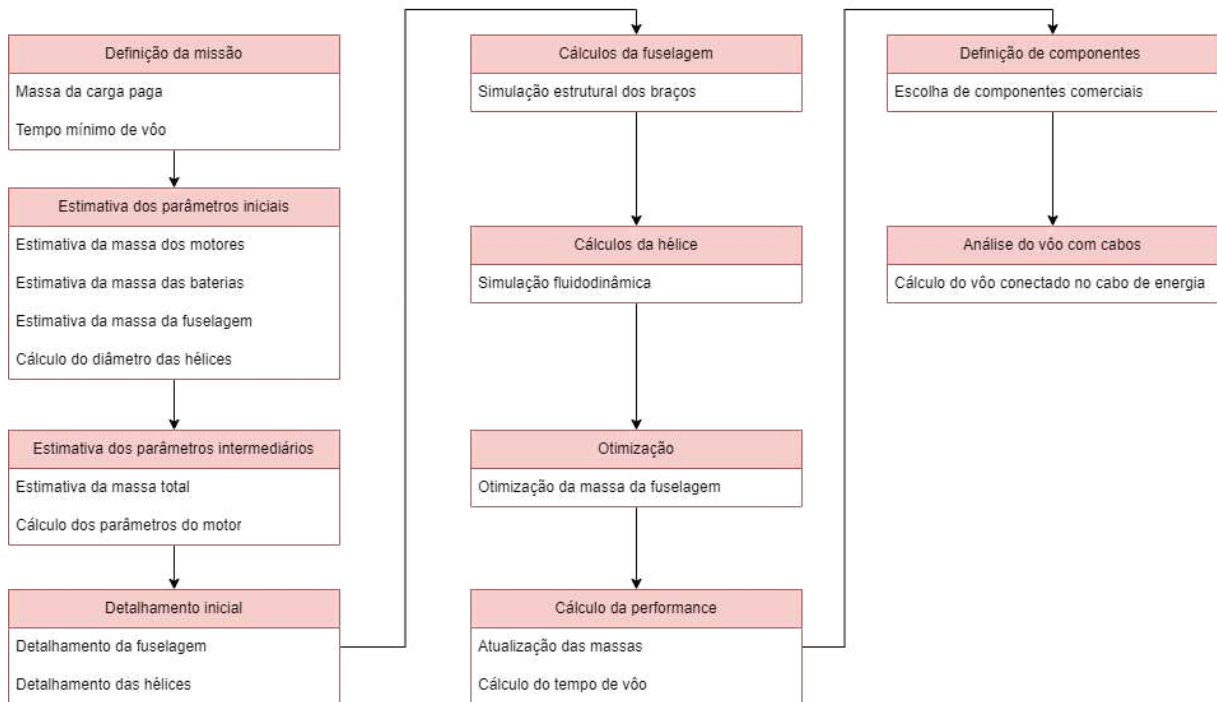 Definição da missão
Massa da carga paga
Tempo mínimo de vôo
Estimativa dos parâmetros iniciais
Estimativa da massa dos motores
Estimativa da massa das baterias
Estimativa da massa da fuselagem
Cálculo do diâmetro das hélices
Estimativa dos parâmetros intermediários
Estimativa da massa total
Cálculo dos parâmetros do motor
Detalhamento inicial
Detalhamento da fuselagem
Detalhamento das hélices
Cálculos da fuselagem
Simulação estrutural dos braços
Cálculos da hélice
Simulação fluidodinâmica
Otimização
Otimização da massa da fuselagem
Cálculo da performance
Atualização das massas
Cálculo do tempo de vôo
Definição de componentes
Escolha de componentes comerciais
Análise do vôo com cabos
Cálculo do vôo conectado no cabo de energia